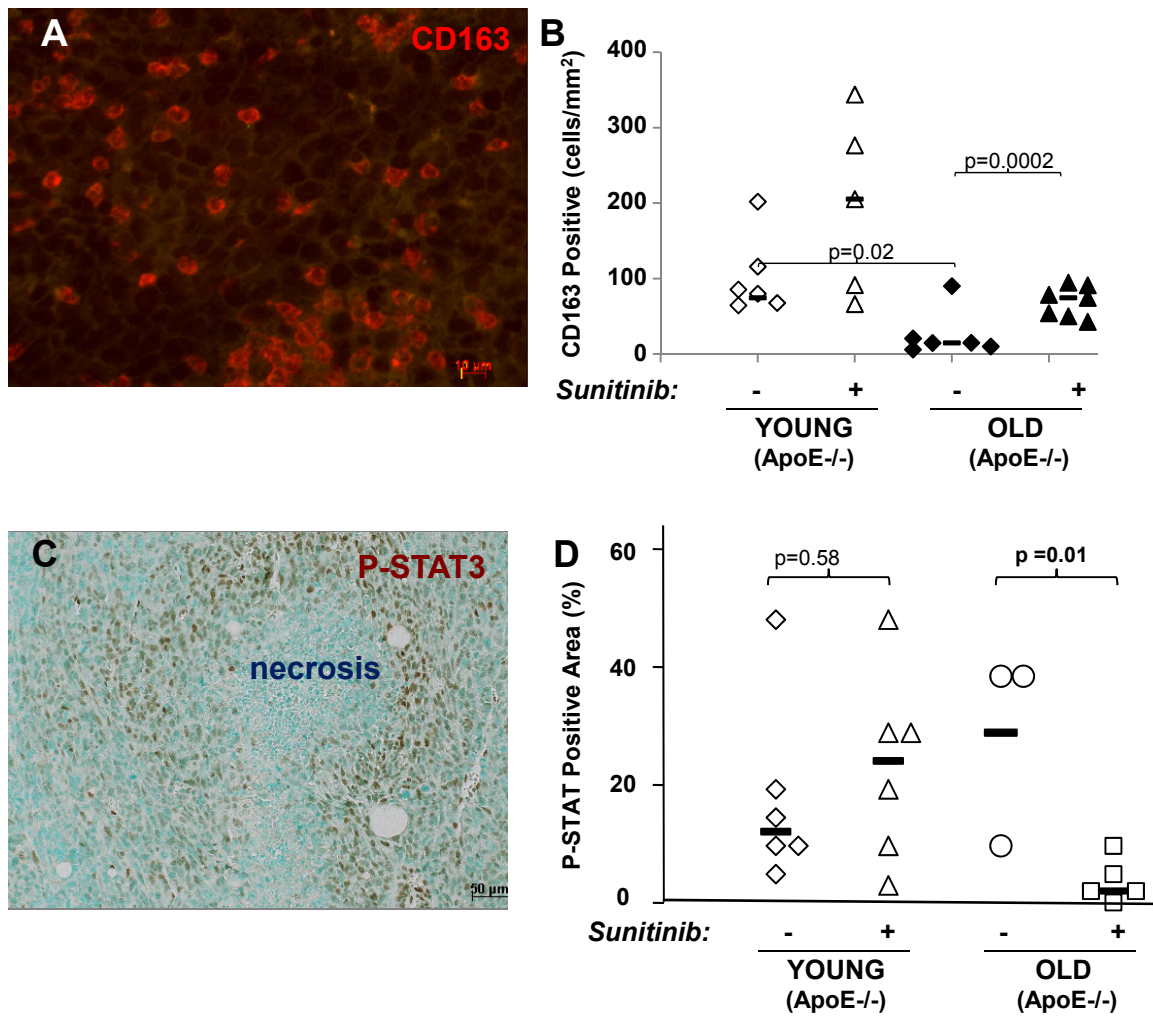 A
CD163
10 µm
B
CD163 Positive (cells/mm²)
400
300
200
100
0
p=0.0002
p=0.02
Sunitinib: - + - +
YOUNG OLD
(ApoE-/-) (ApoE-/-)
C
P-STAT3
necrosis
50 µm
D
P-STAT Positive Area (%)
60
40
20
0
p=0.58
p =0.01
Sunitinib: - + - +
YOUNG OLD
(ApoE-/-) (ApoE-/-)